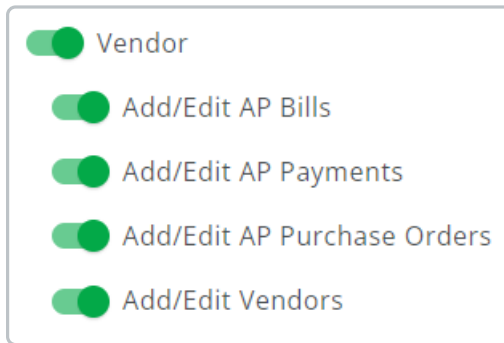 Vendor
Add/Edit AP Bills
Add/Edit AP Payments
Add/Edit AP Purchase Orders
Add/Edit Vendors